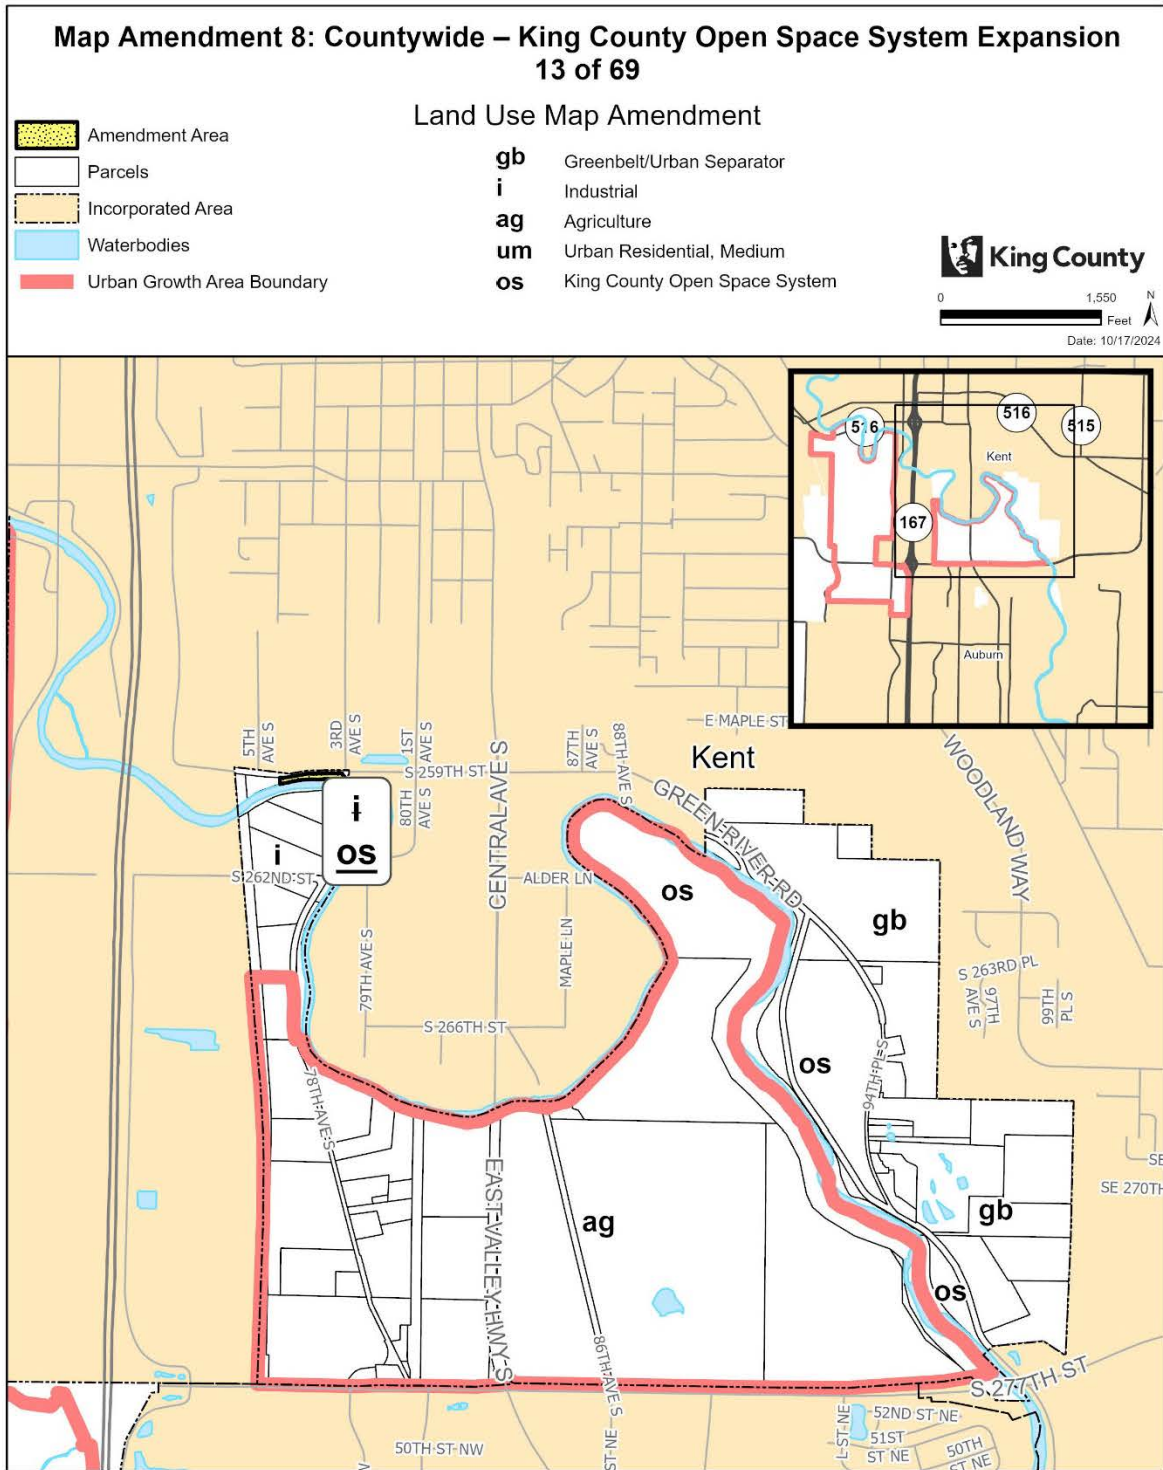 Map Amendment 8: Countywide – King County Open Space System Expansion
13 of 69
Land Use Map Amendment
Amendment Area
Parcels
Incorporated Area
Waterbodies
Urban Growth Area Boundary
gb Greenbelt/Urban Separator
i Industrial
ag Agriculture
um Urban Residential, Medium
os King County Open Space System
King County
0 1,550
Feet
N
Date: 10/17/2024
516
516
515
Kent
167
Auburn
E MAPLE ST
5TH
AVE S
3RD
AVE S
1ST
AVE S
87TH
AVE S
88TH AVE S
Kent
S 259TH ST
80TH
AVE S
CENTRAL AVE S
GREEN RIVER RD
WOODLAND WAY
i
os
i
S 262ND ST
ALDER LN
os
gb
79TH AVE S
MAPLE LN
S 263RD PL
97TH
AVE S
99TH
PL S
S 266TH ST
os
78TH AVE S
94TH PL S
SE
SE 270TH
EAST VALLEY HWY S
ag
gb
os
86TH AVE S
S 277TH ST
50TH ST NW
ST NE
L ST NE
52ND ST NE
51ST
ST NE
50TH
ST NE